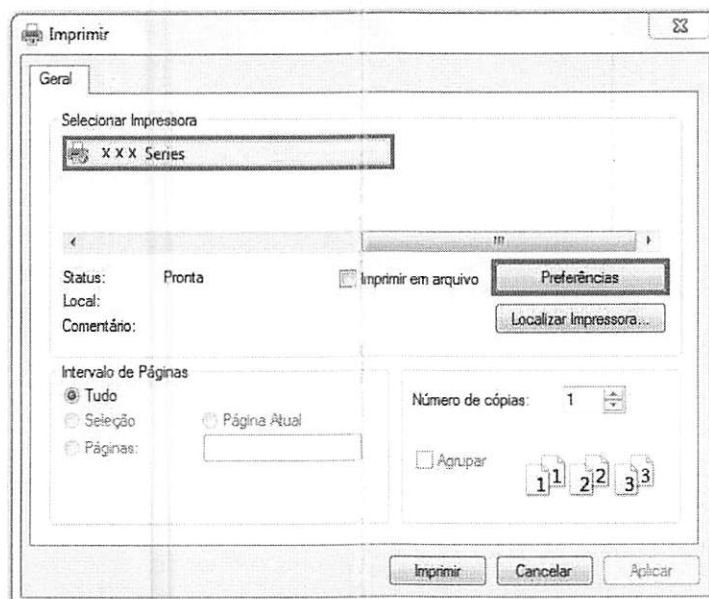 Imprimir
Geral
Selecionar Impressora
x x x Series
Status: Pronta
Imprimir em arquivo
Preferências
Local:
Localizar Impressora...
Comentário:
Intervalo de Páginas
Tudo
Seleção
Página Atual
Páginas:
Número de cópias: 1
Agrupar
1 1 2 2 3 3
Imprimir
Cancelar
Aplicar